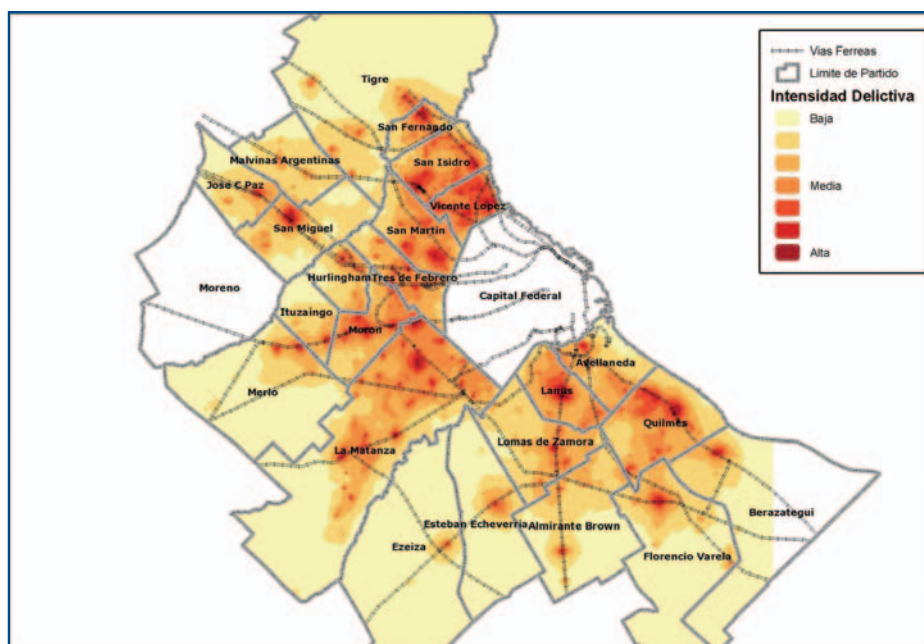 Vias Ferreas
Limite de Partido
Intensidad Delictiva
Baja
Media
Alta
Tigre
San Fernando
Malvinas Argentinas
San Isidro
Jose C Paz
Vicente Lopez
San Miguel
San Martin
Hurlingham
Tres de Febrero
Moreno
Capital Federal
Ituzaingo
Moron
Avellaneda
Merlo
Lanus
Quilmes
Lomas de Zamora
La Matanza
Berazategui
Esteban Echeverria
Almirante Brown
Ezeiza
Florencio Varela